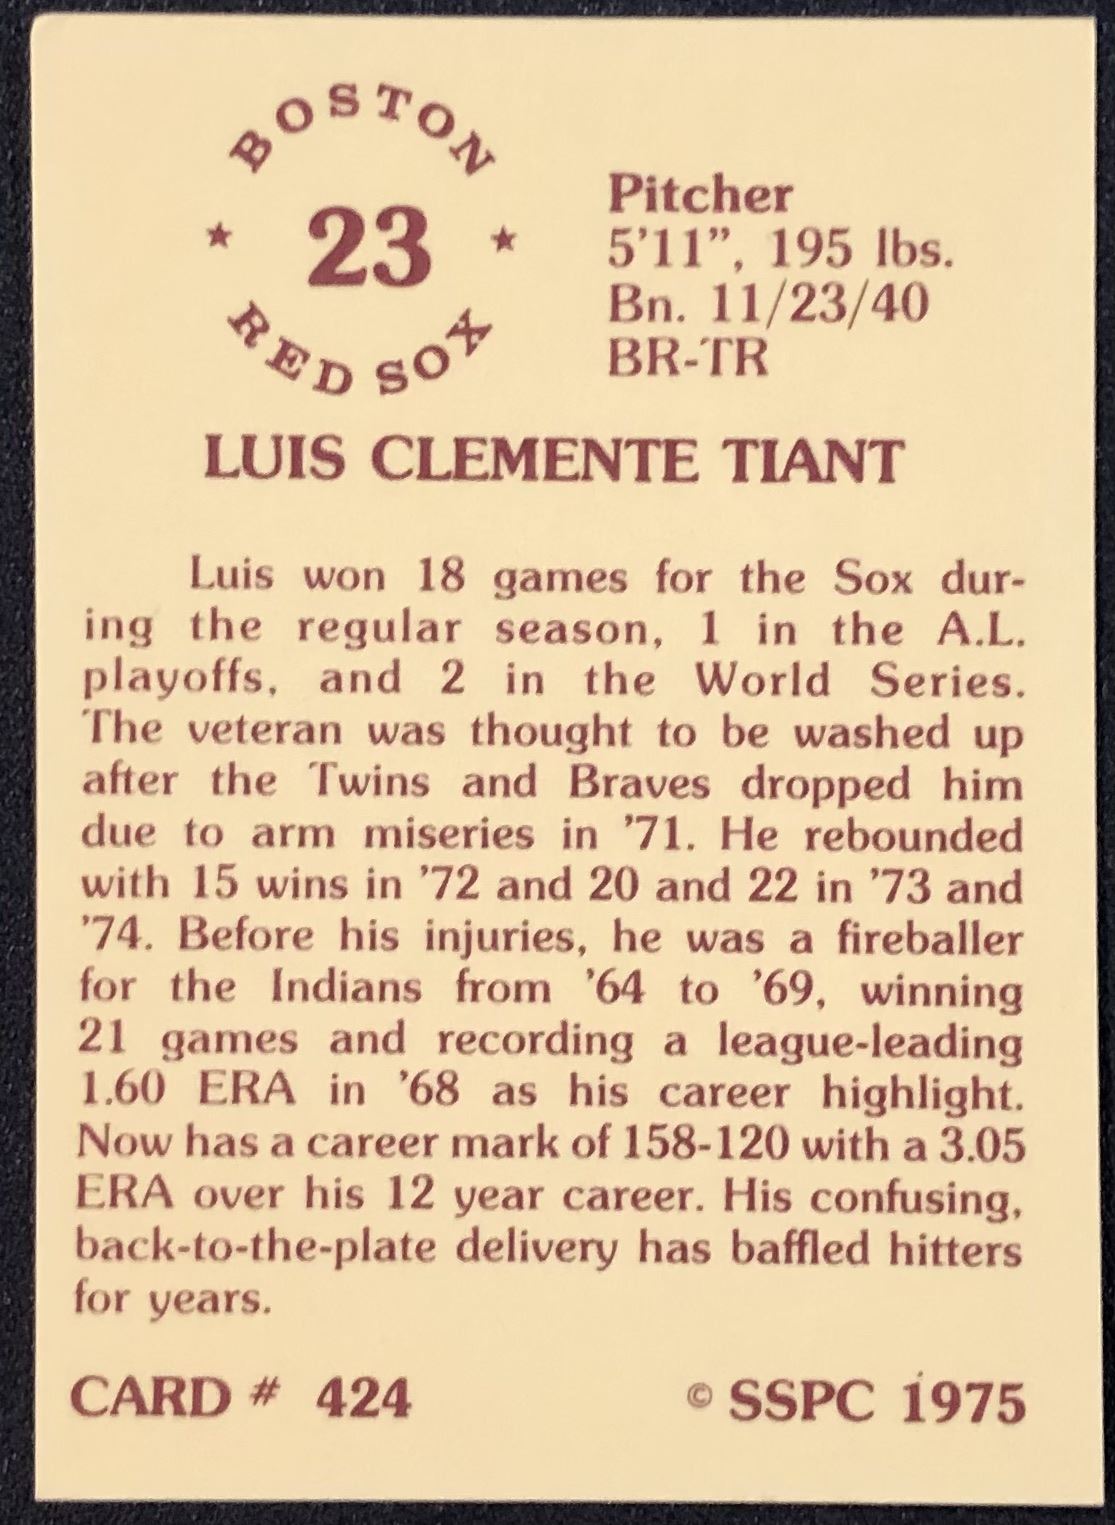 BOSTON
★ 23 ★
RED SOX
Pitcher
5'11", 195 lbs.
Bn. 11/23/40
BR-TR
LUIS CLEMENTE TIANT
Luis won 18 games for the Sox dur-
ing the regular season, 1 in the A.L.
playoffs, and 2 in the World Series.
The veteran was thought to be washed up
after the Twins and Braves dropped him
due to arm miseries in '71. He rebounded
with 15 wins in '72 and 20 and 22 in '73 and
'74. Before his injuries, he was a fireballer
for the Indians from '64 to '69, winning
21 games and recording a league-leading
1.60 ERA in '68 as his career highlight.
Now has a career mark of 158-120 with a 3.05
ERA over his 12 year career. His confusing,
back-to-the-plate delivery has baffled hitters
for years.
CARD # 424
© SSPC 1975